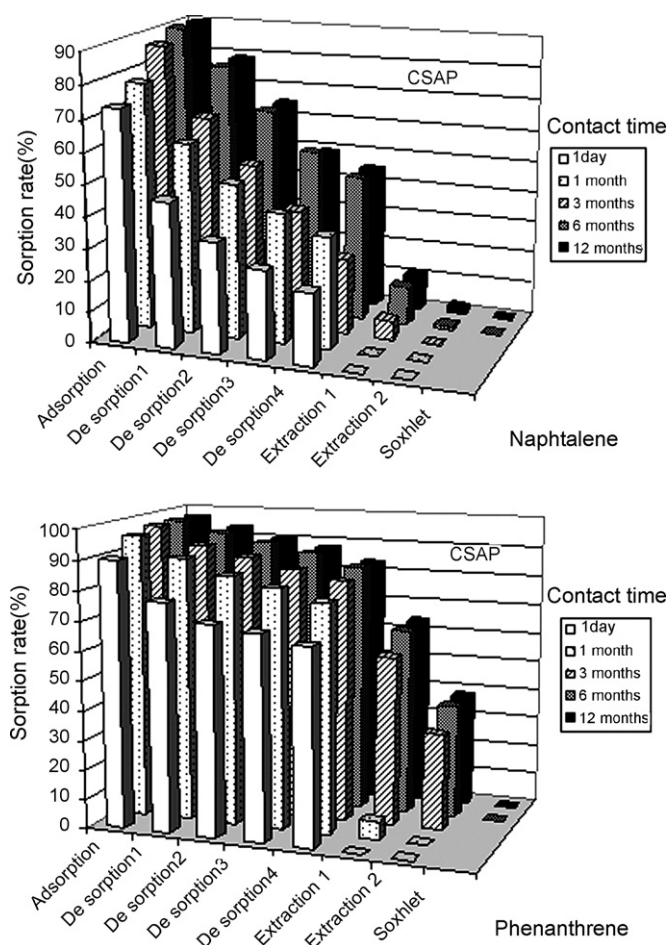 90
80
70
60
50
40
30
20
10
0
Sorption rate(%)
CSAP
Contact time
1day
1 month
3 months
6 months
12 months
Adsorption
De sorption1
De sorption2
De sorption3
De sorption4
Extraction 1
Extraction 2
Soxhlet
Naphtalene
100
90
80
70
60
50
40
30
20
10
0
Sorption rate(%)
CSAP
Contact time
1day
1 month
3 months
6 months
12 months
Adsorption
De sorption1
De sorption2
De sorption3
De sorption4
Extraction 1
Extraction 2
Soxhlet
Phenanthrene